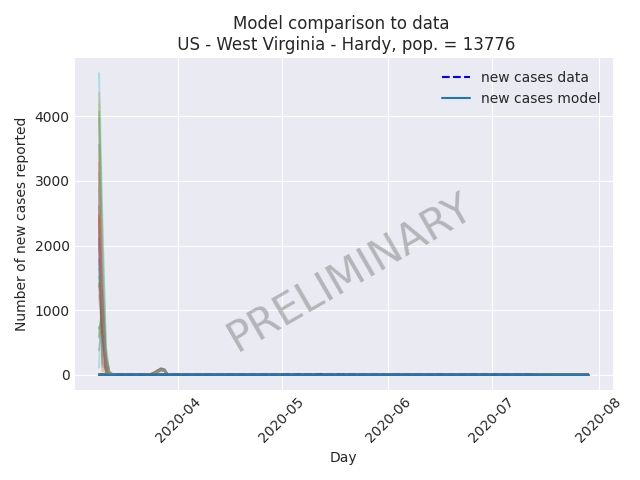 Model comparison to data
US - West Virginia - Hardy, pop. = 13776
new cases data
new cases model
Number of new cases reported
4000
3000
2000
1000
0
PRELIMINARY
2020-04
2020-05
2020-06
2020-07
2020-08
Day